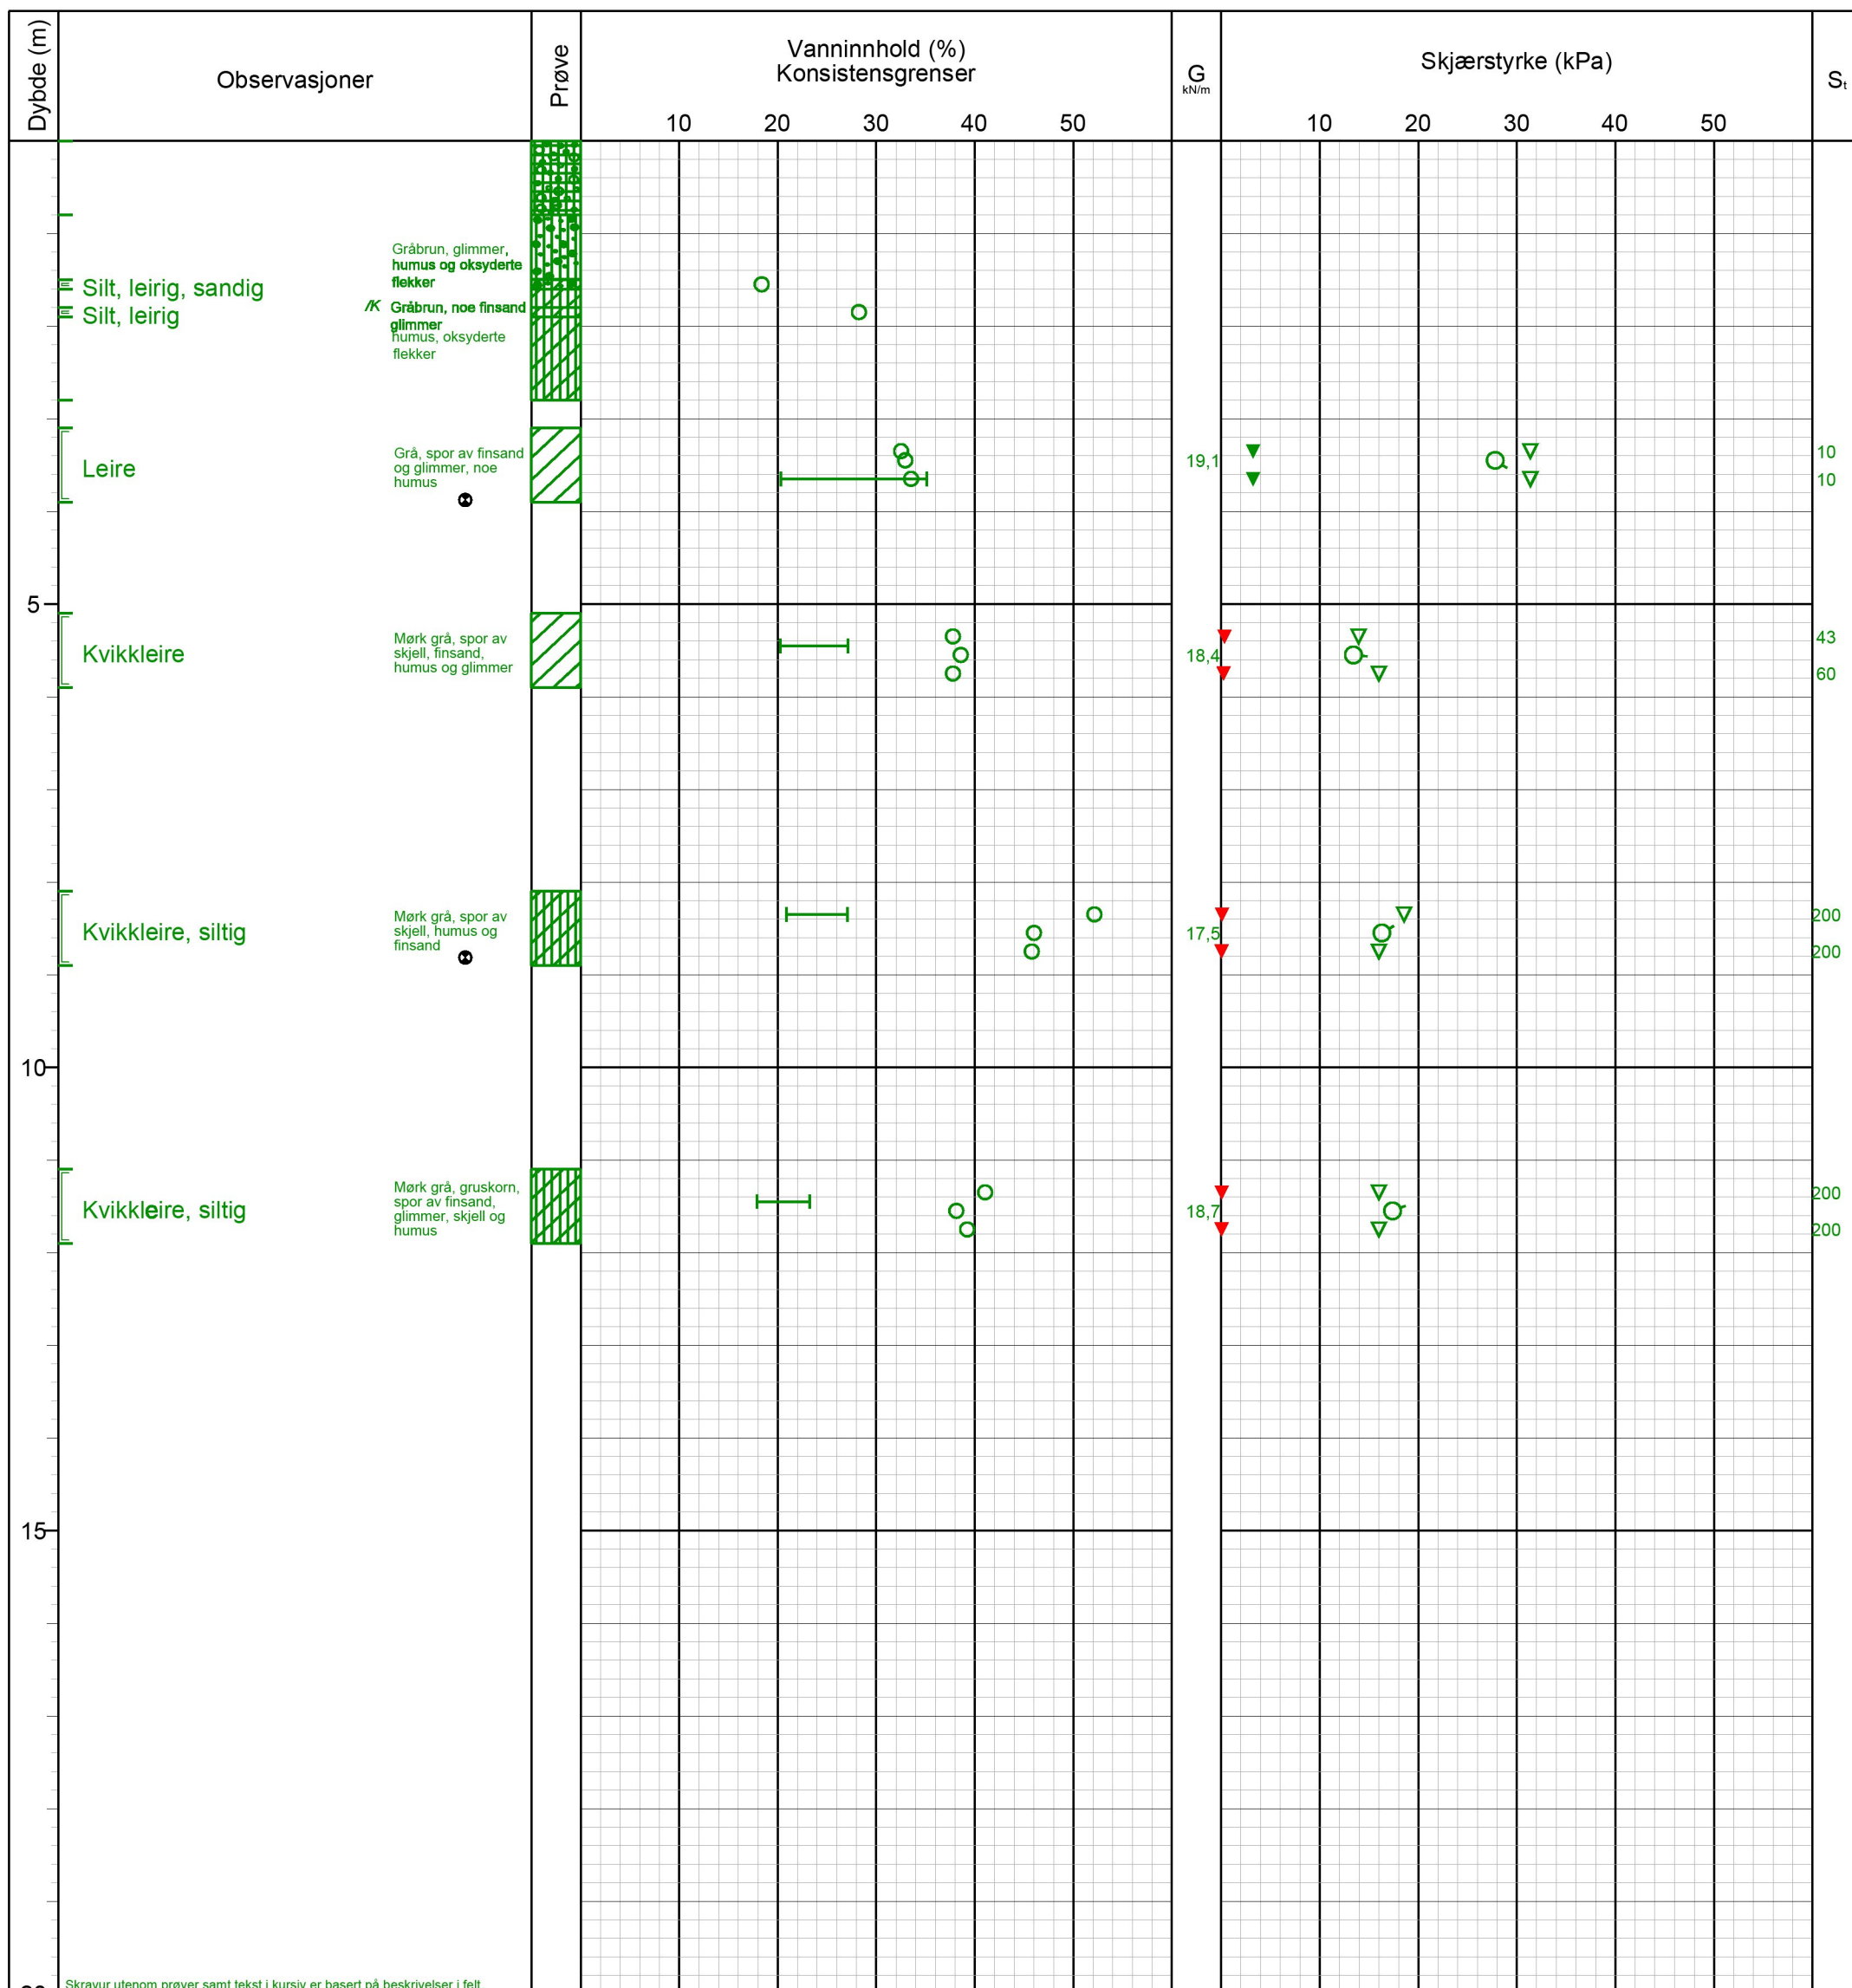 Dybde (m)
Observasjoner
Prøve
Vanninnhold (%)
Konsistensgrenser
10 20 30 40 50
G
kN/m
Skjærstyrke (kPa)
10 20 30 40 50
St
Gråbrun, glimmer,
humus og oksyderte
flekker
Silt, leirig, sandig
/K Gråbrun, noe finsand
Silt, leirig
glimmer
humus, oksyderte
flekker
Leire
Grå, spor av finsand
og glimmer, noe
humus
19,1
10
10
5
Kvikkleire
Mørk grå, spor av
skjell, finsand,
humus og glimmer
18,4
43
60
Kvikkleire, siltig
Mørk grå, spor av
skjell, humus og
finsand
17,5
200
200
10
Kvikkleire, siltig
Mørk grå, gruskorn,
spor av finsand,
glimmer, skjell og
humus
18,7
200
200
15
Skravur utenom prøver samt tekst i kursiv er basert på beskrivelser i felt